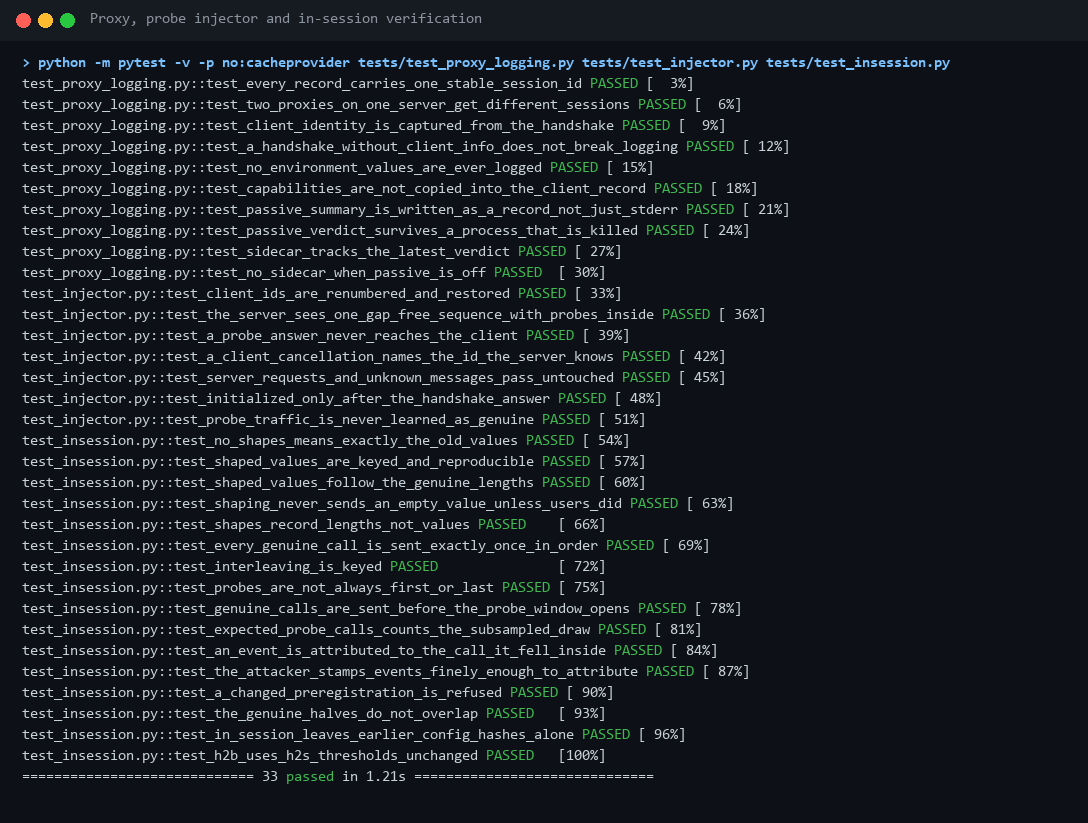 Proxy, probe injector and in-session verification
> python -m pytest -v -p no:cacheprovider tests/test_proxy_logging.py tests/test_injector.py tests/test_insession.py
test_proxy_logging.py::test_every_record_carries_one_stable_session_id PASSED [  3%]
test_proxy_logging.py::test_two_proxies_on_one_server_get_different_sessions PASSED [  6%]
test_proxy_logging.py::test_client_identity_is_captured_from_the_handshake PASSED [  9%]
test_proxy_logging.py::test_a_handshake_without_client_info_does_not_break_logging PASSED [ 12%]
test_proxy_logging.py::test_no_environment_values_are_ever_logged PASSED [ 15%]
test_proxy_logging.py::test_capabilities_are_not_copied_into_the_client_record PASSED [ 18%]
test_proxy_logging.py::test_passive_summary_is_written_as_a_record_not_just_stderr PASSED [ 21%]
test_proxy_logging.py::test_passive_verdict_survives_a_process_that_is_killed PASSED [ 24%]
test_proxy_logging.py::test_sidecar_tracks_the_latest_verdict PASSED [ 27%]
test_proxy_logging.py::test_no_sidecar_when_passive_is_off PASSED  [ 30%]
test_injector.py::test_client_ids_are_renumbered_and_restored PASSED [ 33%]
test_injector.py::test_the_server_sees_one_gap_free_sequence_with_probes_inside PASSED [ 36%]
test_injector.py::test_a_probe_answer_never_reaches_the_client PASSED [ 39%]
test_injector.py::test_a_client_cancellation_names_the_id_the_server_knows PASSED [ 42%]
test_injector.py::test_server_requests_and_unknown_messages_pass_untouched PASSED [ 45%]
test_injector.py::test_initialized_only_after_the_handshake_answer PASSED [ 48%]
test_injector.py::test_probe_traffic_is_never_learned_as_genuine PASSED [ 51%]
test_insession.py::test_no_shapes_means_exactly_the_old_values PASSED [ 54%]
test_insession.py::test_shaped_values_are_keyed_and_reproducible PASSED [ 57%]
test_insession.py::test_shaped_values_follow_the_genuine_lengths PASSED [ 60%]
test_insession.py::test_shaping_never_sends_an_empty_value_unless_users_did PASSED [ 63%]
test_insession.py::test_shapes_record_lengths_not_values PASSED    [ 66%]
test_insession.py::test_every_genuine_call_is_sent_exactly_once_in_order PASSED [ 69%]
test_insession.py::test_interleaving_is_keyed PASSED               [ 72%]
test_insession.py::test_probes_are_not_always_first_or_last PASSED [ 75%]
test_insession.py::test_genuine_calls_are_sent_before_the_probe_window_opens PASSED [ 78%]
test_insession.py::test_expected_probe_calls_counts_the_subsampled_draw PASSED [ 81%]
test_insession.py::test_an_event_is_attributed_to_the_call_it_fell_inside PASSED [ 84%]
test_insession.py::test_the_attacker_stamps_events_finely_enough_to_attribute PASSED [ 87%]
test_insession.py::test_a_changed_preregistration_is_refused PASSED [ 90%]
test_insession.py::test_the_genuine_halves_do_not_overlap PASSED   [ 93%]
test_insession.py::test_in_session_leaves_earlier_config_hashes_alone PASSED [ 96%]
test_insession.py::test_h2b_uses_h2s_thresholds_unchanged PASSED   [100%]
============================= 33 passed in 1.21s ==============================